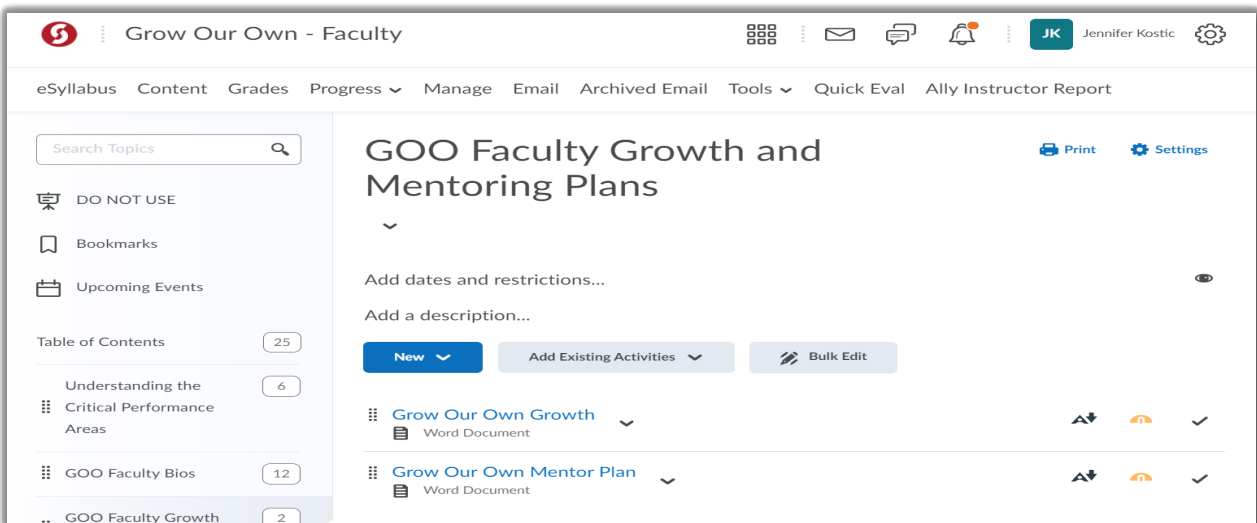 Grow Our Own - Faculty
JK
Jennifer Kostic
eSyllabus Content Grades Progress Manage Email Archived Email Tools Quick Eval Ally Instructor Report
Search Topics
DO NOT USE
Bookmarks
Upcoming Events
Table of Contents 25
Understanding the 6
Critical Performance
Areas
GOO Faculty Bios 12
GOO Faculty Growth 2
GOO Faculty Growth and
Mentoring Plans
Print Settings
Add dates and restrictions...
Add a description...
New Add Existing Activities Bulk Edit
Grow Our Own Growth
Word Document
Grow Our Own Mentor Plan
Word Document